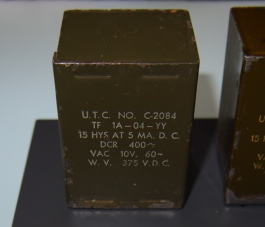 U.T.C. NO. C-2084
TF 1A-04-YY
15 HYS AT 5 MA. D.C.
DCR 400~
VAC 10V, 60~
W.V. 375 V.D.C.